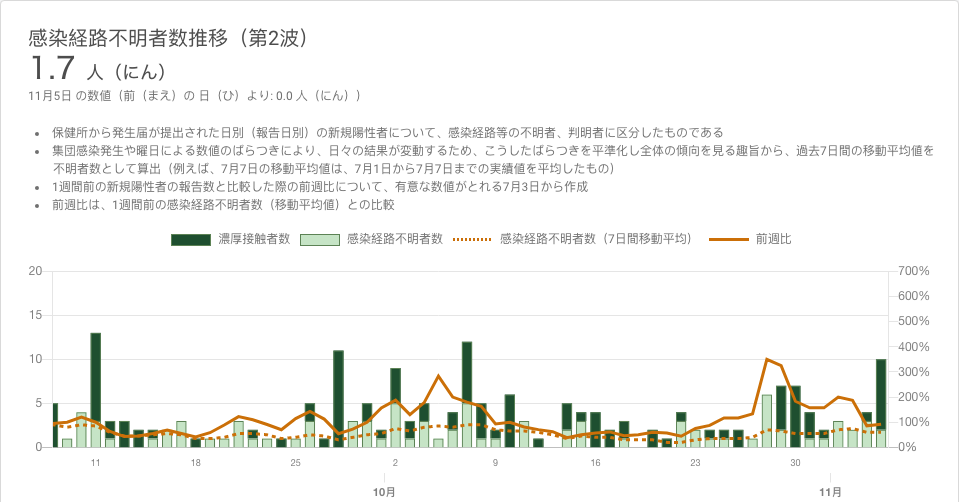 感染経路不明者数推移（第2波）
1.7 人（にん）
11月5日 の数値（前（まえ）の 日（ひ）より: 0.0 人（にん））
保健所から発生届が提出された日別（報告日別）の新規陽性者について、感染経路等の不明者、判明者に区分したものである
集団感染発生や曜日による数値のばらつきにより、日々の結果が変動するため、こうしたばらつきを平準化し全体の傾向を見る趣旨から、過去7日間の移動平均値を
不明者数として算出（例えば、7月7日の移動平均値は、7月1日から7月7日までの実績値を平均したもの）
1週間前の新規陽性者の報告数と比較した際の前週比について、有意な数値がとれる7月3日から作成
前週比は、1週間前の感染経路不明者数（移動平均値）との比較
濃厚接触者数 感染経路不明者数 感染経路不明者数（7日間移動平均） 前週比
20 700%
600%
15 500%
400%
10 300%
5 200%
100%
0 0%
11 18 25 2 9 16 23 30
10月 11月